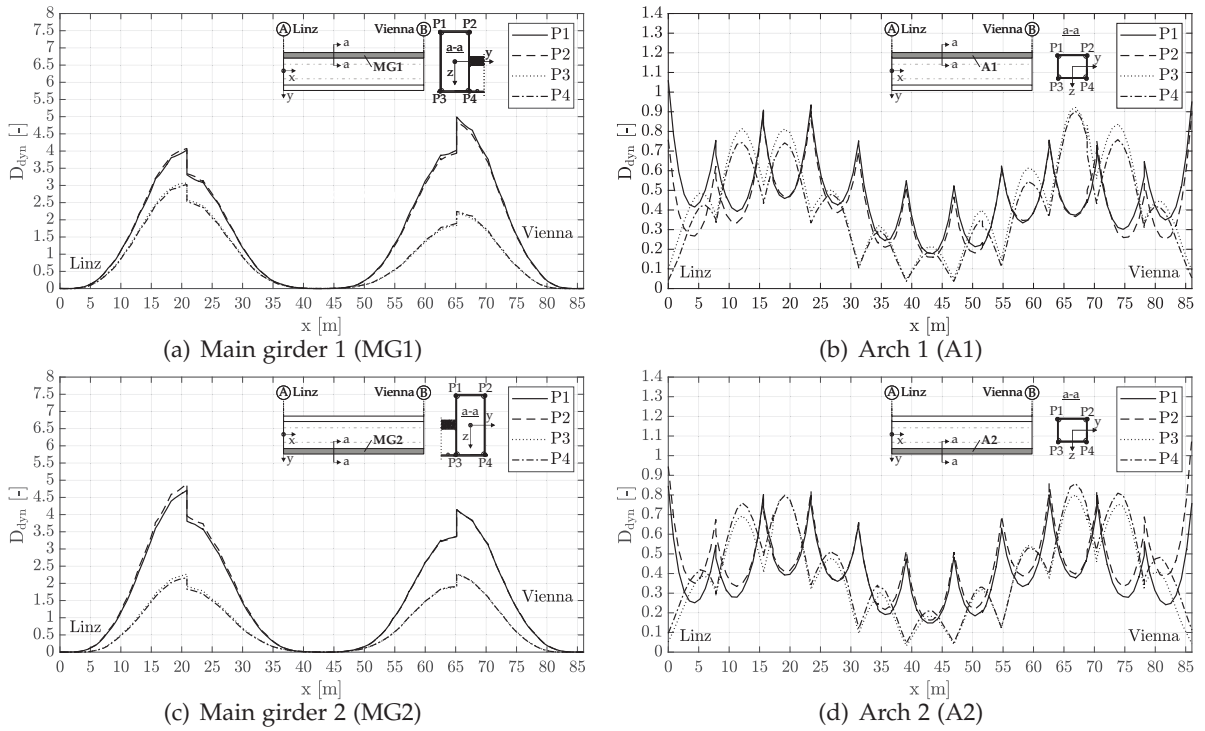 8
7.5
7
6.5
6
5.5
5
4.5
4
3.5
3
2.5
2
1.5
1
0.5
0
D_dyn [-]
A Linz
Vienna B
a
a
MG1
x
y
P1 P2
a-a
y
z
P3 P4
P1
P2
P3
P4
Linz
Vienna
0 5 10 15 20 25 30 35 40 45 50 55 60 65 70 75 80 85
x [m]
(a) Main girder 1 (MG1)
1.4
1.3
1.2
1.1
1
0.9
0.8
0.7
0.6
0.5
0.4
0.3
0.2
0.1
0
D_dyn [-]
A Linz
Vienna B
a
a
A1
x
y
a-a
P1 P2
y
P3 z P4
P1
P2
P3
P4
Linz
Vienna
0 5 10 15 20 25 30 35 40 45 50 55 60 65 70 75 80 85
x [m]
(b) Arch 1 (A1)
8
7.5
7
6.5
6
5.5
5
4.5
4
3.5
3
2.5
2
1.5
1
0.5
0
D_dyn [-]
A Linz
Vienna B
x
a
MG2
y
a
P1 P2
a-a
y
z
P3 P4
P1
P2
P3
P4
Linz
Vienna
0 5 10 15 20 25 30 35 40 45 50 55 60 65 70 75 80 85
x [m]
(c) Main girder 2 (MG2)
1.4
1.3
1.2
1.1
1
0.9
0.8
0.7
0.6
0.5
0.4
0.3
0.2
0.1
0
D_dyn [-]
A Linz
Vienna B
x
a
A2
y
a
a-a
P1 P2
y
P3 z P4
P1
P2
P3
P4
Linz
Vienna
0 5 10 15 20 25 30 35 40 45 50 55 60 65 70 75 80 85
x [m]
(d) Arch 2 (A2)